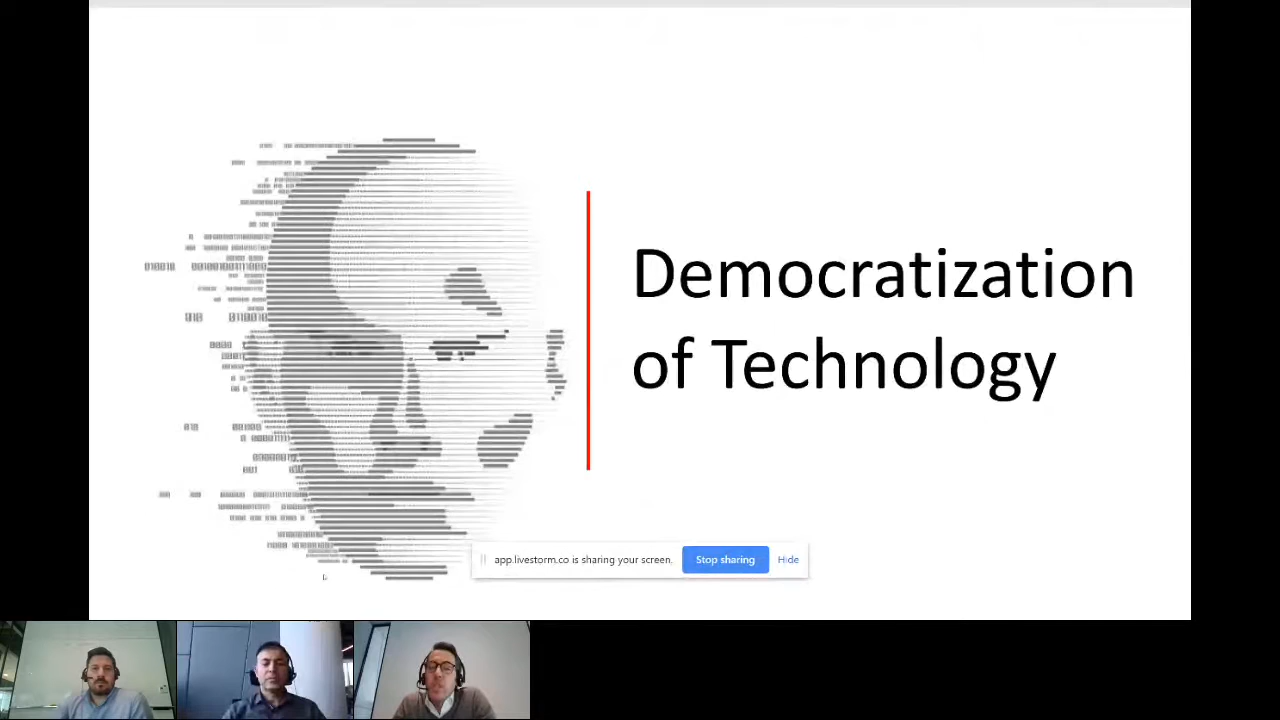 Democratization
of Technology
app.livestorm.co is sharing your screen.
Stop sharing
Hide